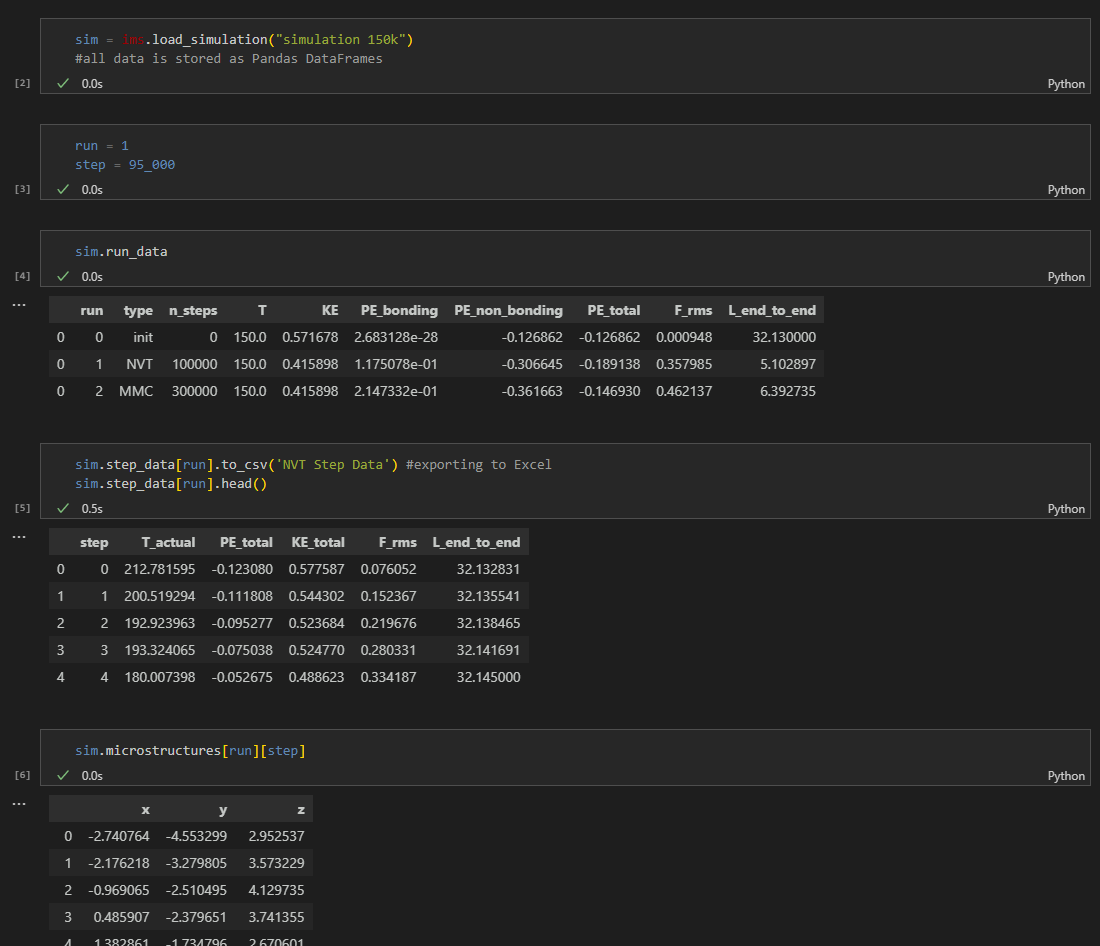 sim = lms.load_simulation("simulation 150k")
#all data is stored as Pandas DataFrames
[2] 0.0s Python
run = 1
step = 95_000
[3] 0.0s Python
sim.run_data
[4] 0.0s Python
... run type n_steps T KE PE_bonding PE_non_bonding PE_total F_rms L_end_to_end
0 0 init 0 150.0 0.571678 2.683128e-28 -0.126862 -0.126862 0.000948 32.130000
0 1 NVT 100000 150.0 0.415898 1.175078e-01 -0.306645 -0.189138 0.357985 5.102897
0 2 MMC 300000 150.0 0.415898 2.147332e-01 -0.361663 -0.146930 0.462137 6.392735
sim.step_data[run].to_csv('NVT Step Data') #exporting to Excel
sim.step_data[run].head()
[5] 0.5s Python
... step T_actual PE_total KE_total F_rms L_end_to_end
0 0 212.781595 -0.123080 0.577587 0.076052 32.132831
1 1 200.519294 -0.111808 0.544302 0.152367 32.135541
2 2 192.923963 -0.095277 0.523684 0.219676 32.138465
3 3 193.324065 -0.075038 0.524770 0.280331 32.141691
4 4 180.007398 -0.052675 0.488623 0.334187 32.145000
sim.microstructures[run][step]
[6] 0.0s Python
... x y z
0 -2.740764 -4.553299 2.952537
1 -2.176218 -3.279805 3.573229
2 -0.969065 -2.510495 4.129735
3 0.485907 -2.379651 3.741355
4 1.382861 -1.734796 2.670601